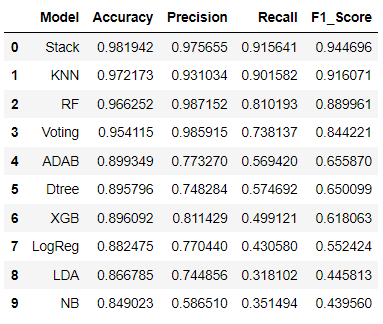 Model Accuracy Precision Recall F1_Score
0 Stack 0.981942 0.975655 0.915641 0.944696
1 KNN 0.972173 0.931034 0.901582 0.916071
2 RF 0.966252 0.987152 0.810193 0.889961
3 Voting 0.954115 0.985915 0.738137 0.844221
4 ADAB 0.899349 0.773270 0.569420 0.655870
5 Dtree 0.895796 0.748284 0.574692 0.650099
6 XGB 0.896092 0.811429 0.499121 0.618063
7 LogReg 0.882475 0.770440 0.430580 0.552424
8 LDA 0.866785 0.744856 0.318102 0.445813
9 NB 0.849023 0.586510 0.351494 0.439560